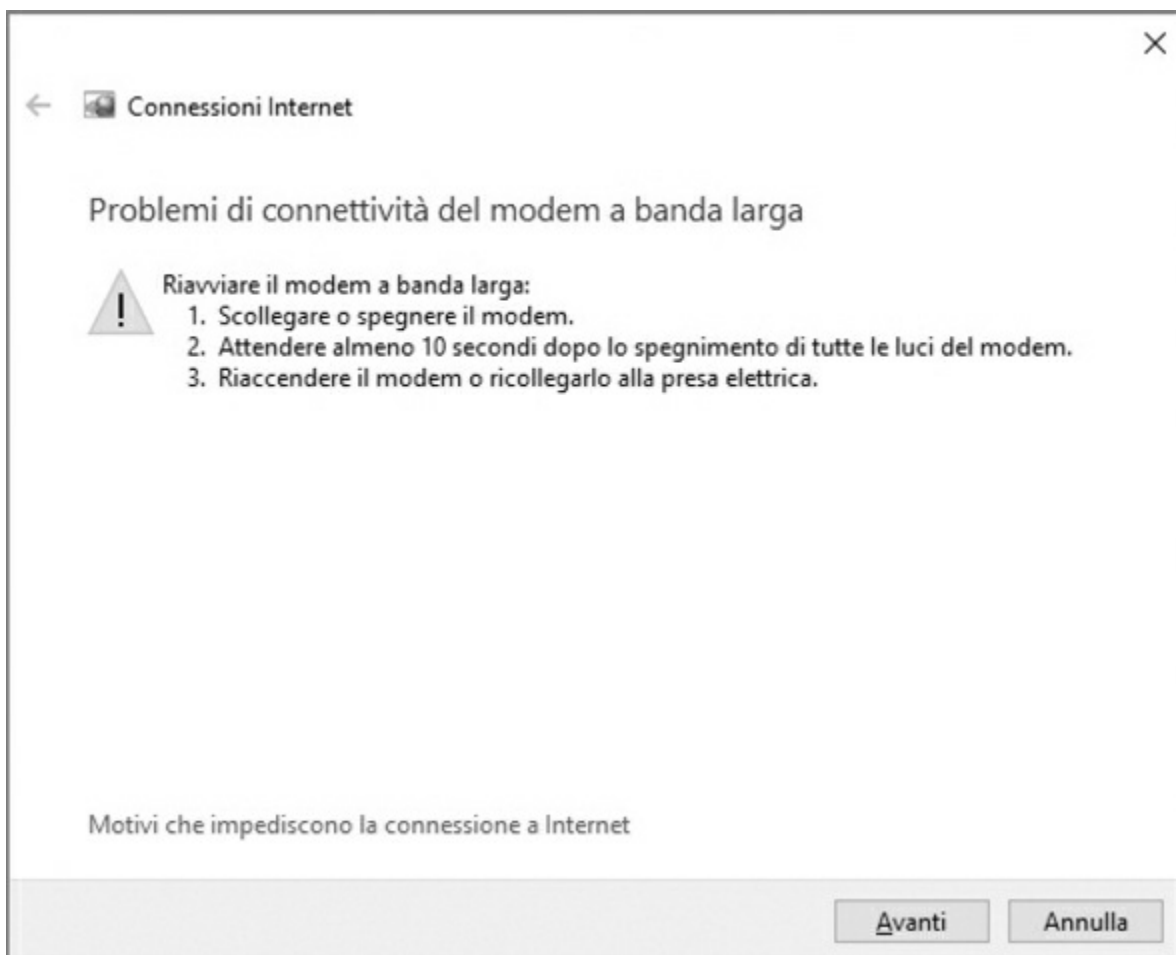 Connessioni Internet
Problemi di connettività del modem a banda larga
Riavviare il modem a banda larga:
1. Scollegare o spegnere il modem.
2. Attendere almeno 10 secondi dopo lo spegnimento di tutte le luci del modem.
3. Riaccendere il modem o ricollegarlo alla presa elettrica.
Motivi che impediscono la connessione a Internet
Avanti Annulla